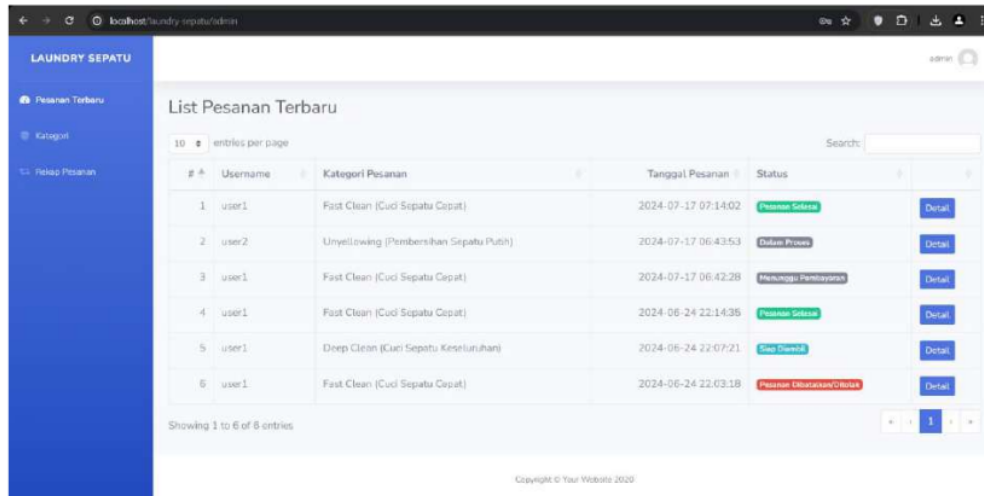 localhost/laundry-sepatu/admin
LAUNDRY SEPATU
admin
Pesanan Terbaru
Kategori
Rekap Pesanan
List Pesanan Terbaru
10 entries per page
Search:
# Username Kategori Pesanan Tanggal Pesanan Status
1 user1 Fast Clean (Cuci Sepatu Cepat) 2024-07-17 07:14:02 Pesanan Selesai Detail
2 user2 Unyellowing (Pembersihan Sepatu Putih) 2024-07-17 06:43:53 Dalam Proses Detail
3 user1 Fast Clean (Cuci Sepatu Cepat) 2024-07-17 06:42:28 Menunggu Pembayaran Detail
4 user1 Fast Clean (Cuci Sepatu Cepat) 2024-06-24 22:14:35 Pesanan Selesai Detail
5 user1 Deep Clean (Cuci Sepatu Keseluruhan) 2024-06-24 22:07:21 Siap Diambil Detail
6 user1 Fast Clean (Cuci Sepatu Cepat) 2024-06-24 22:03:18 Pesanan Dibatalkan/Ditolak Detail
Showing 1 to 6 of 6 entries
« ‹ 1 › »
Copyright © Your Website 2020